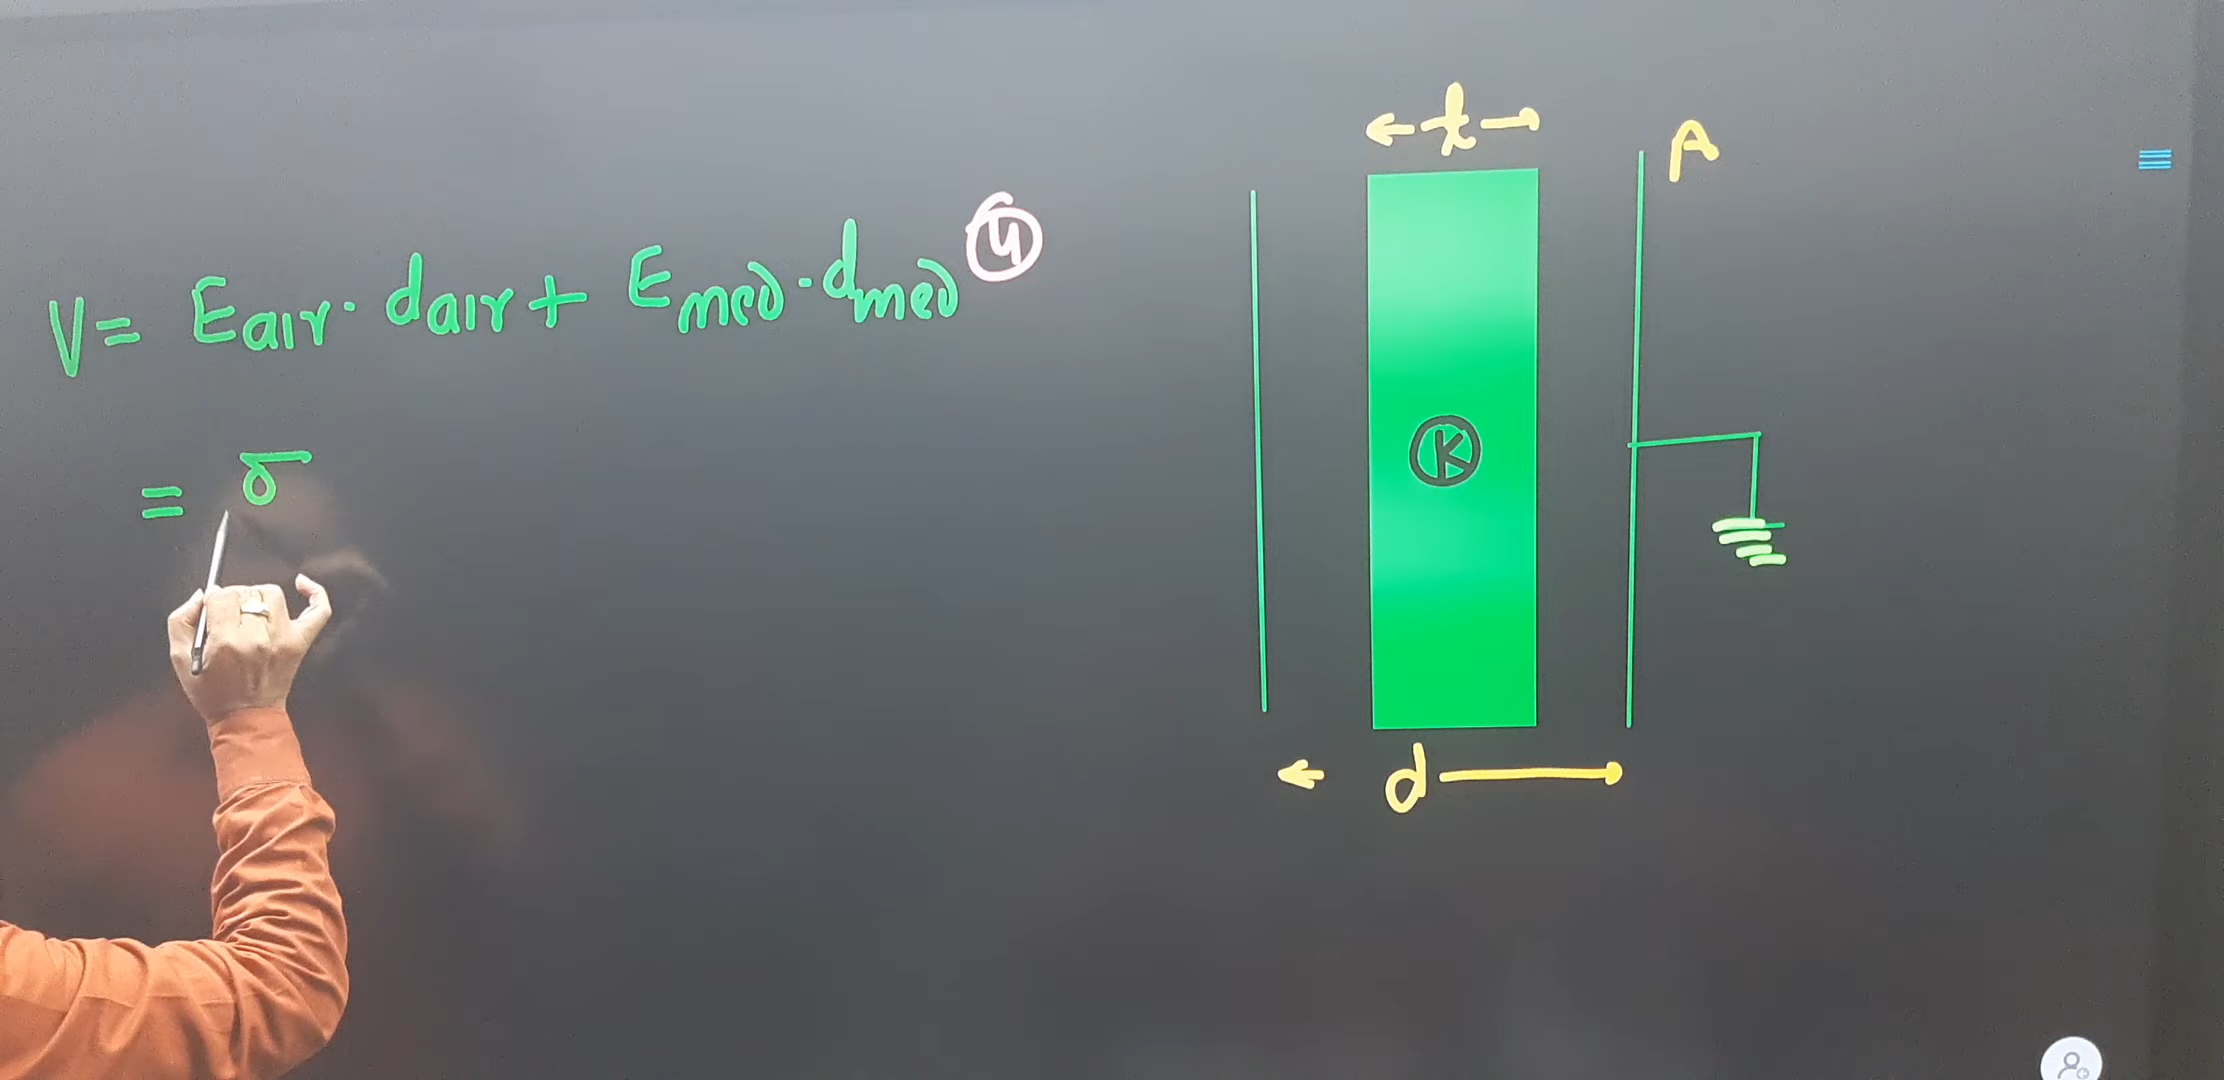 t
A
V = Eair · dair + Emed · dmed
4
K
= σ
d